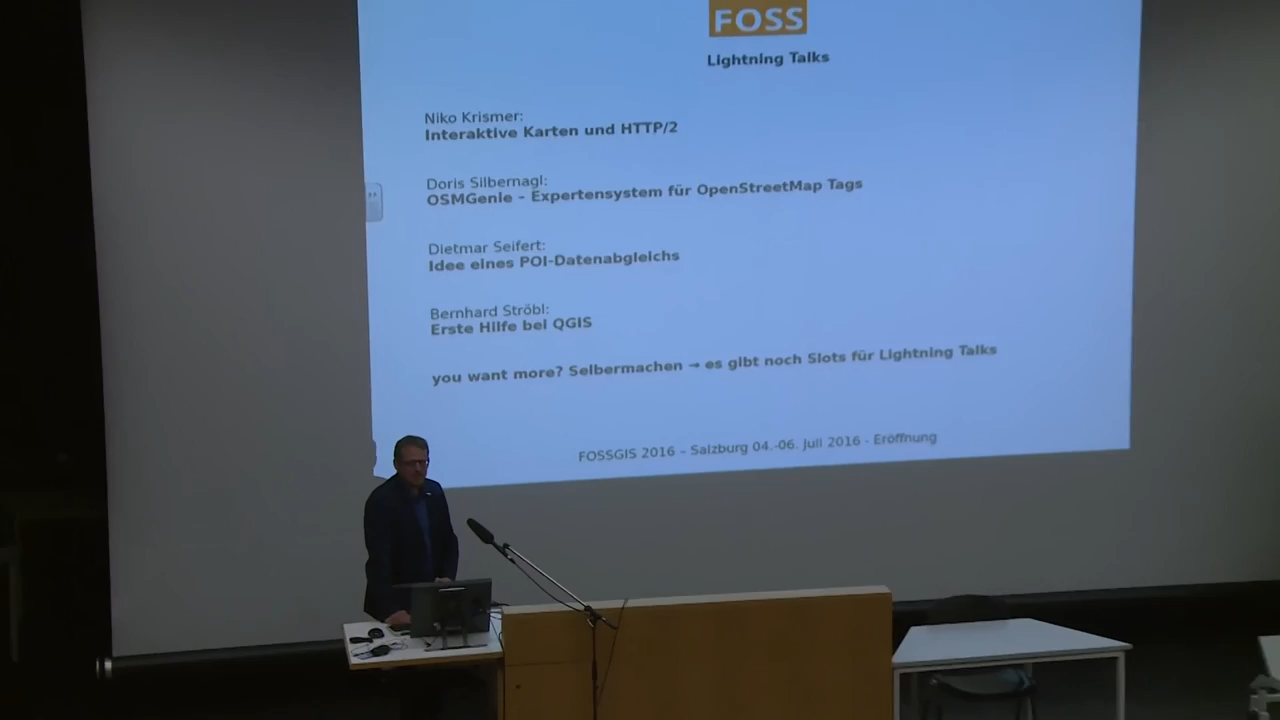 FOSS
Lightning Talks
Niko Krismer:
Interaktive Karten und HTTP/2
Doris Silbernagl:
OSMGenie – Expertensystem für OpenStreetMap Tags
Dietmar Seifert:
Idee eines POI-Datenabgleichs
Bernhard Ströbl:
Erste Hilfe bei QGIS
you want more? Selbermachen → es gibt noch Slots für Lightning Talks
FOSSGIS 2016 – Salzburg 04.-06. Juli 2016 - Eröffnung